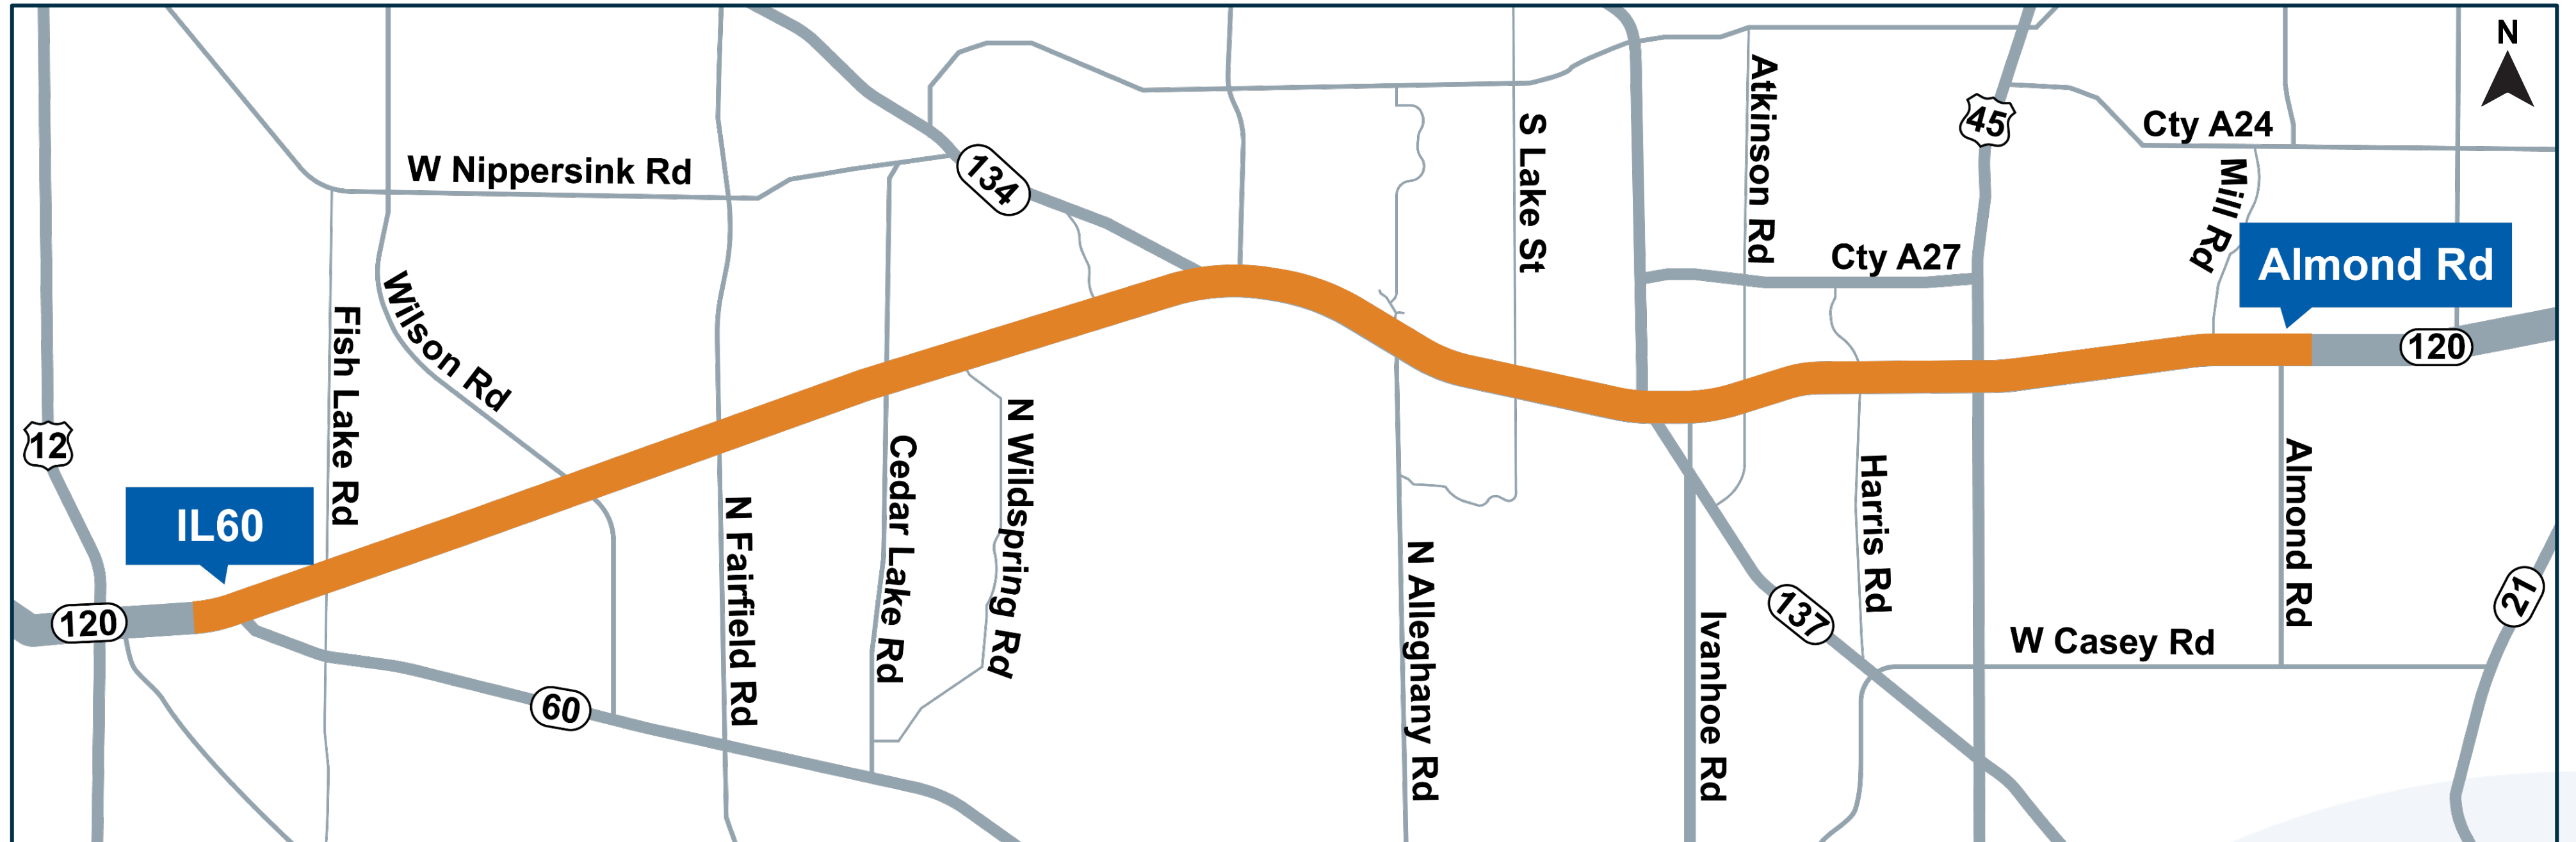 N
Atkinson Rd
45
S Lake St
Cty A24
W Nippersink Rd
134
Mill Rd
Cty A27
Almond Rd
Wilson Rd
Fish Lake Rd
120
12
N Wildspring Rd
Cedar Lake Rd
Harris Rd
Almond Rd
IL60
N Fairfield Rd
N Alleghany Rd
21
120
137
Ivanhoe Rd
W Casey Rd
60